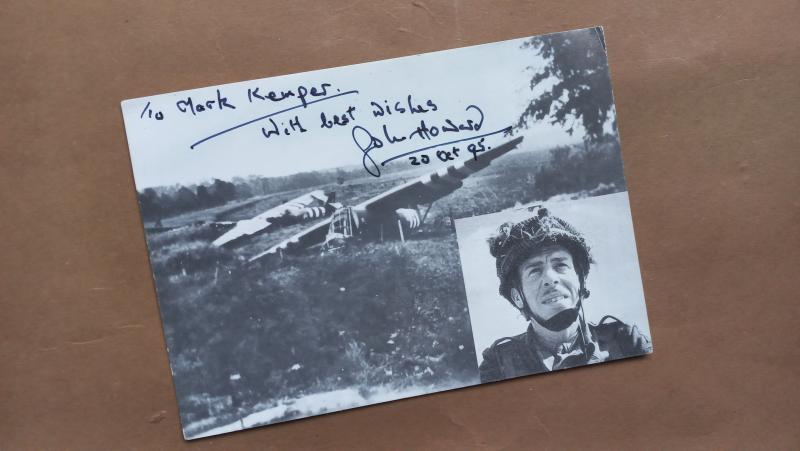 To Mark Kemper.
With best wishes
John Howard
20 Oct 95.